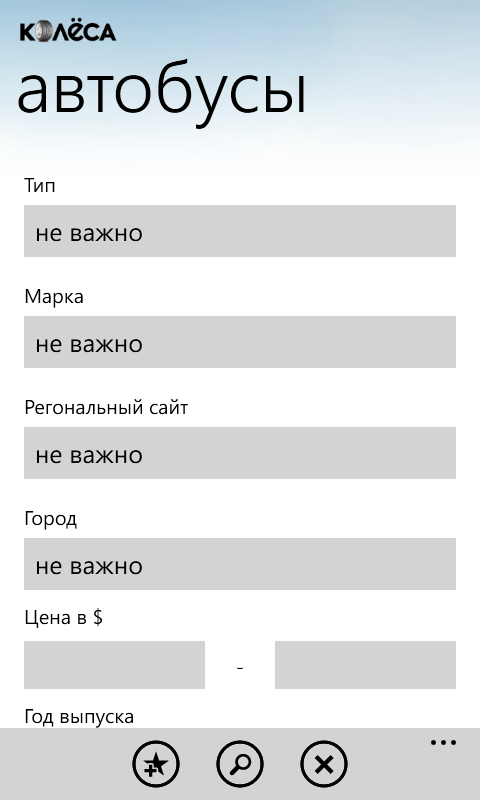 КОЛЁСА
автобусы
Тип
не важно
Марка
не важно
Регональный сайт
не важно
Город
не важно
Цена в $
-
Год выпуска